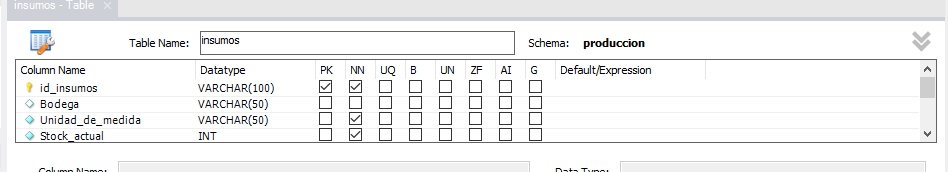 insumos - Table
Table Name: insumos Schema: produccion
Column Name Datatype PK NN UQ B UN ZF AI G Default/Expression
id_insumos VARCHAR(100)
Bodega VARCHAR(50)
Unidad_de_medida VARCHAR(50)
Stock_actual INT
Column Name: Data Type: